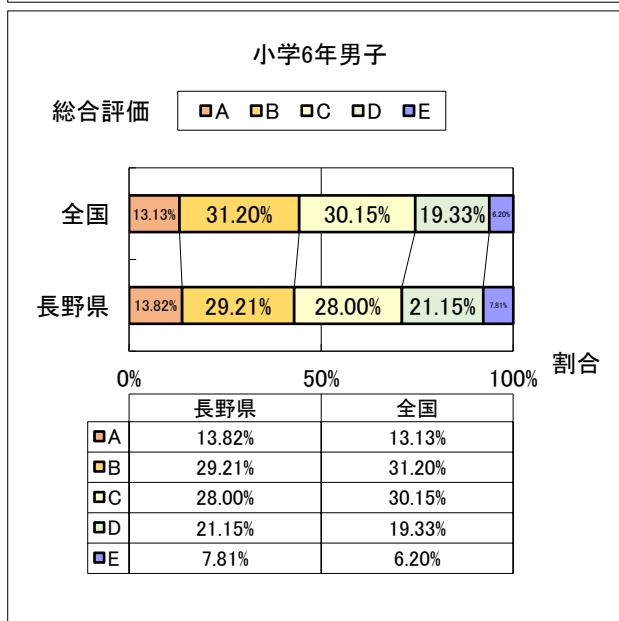 小学6年男子
総合評価 A B C D E
全国 13.13% 31.20% 30.15% 19.33% 6.20%
長野県 13.82% 29.21% 28.00% 21.15% 7.81%
割合
0% 50% 100%
長野県 全国
A 13.82% 13.13%
B 29.21% 31.20%
C 28.00% 30.15%
D 21.15% 19.33%
E 7.81% 6.20%